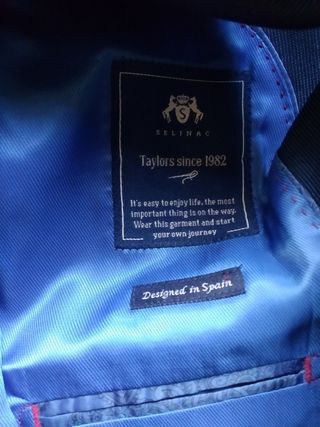 S
SELINAC
Taylors since 1982
It's easy to enjoy life, the most
important thing is on the way.
Wear this garment and start
your own journey
Designed in Spain